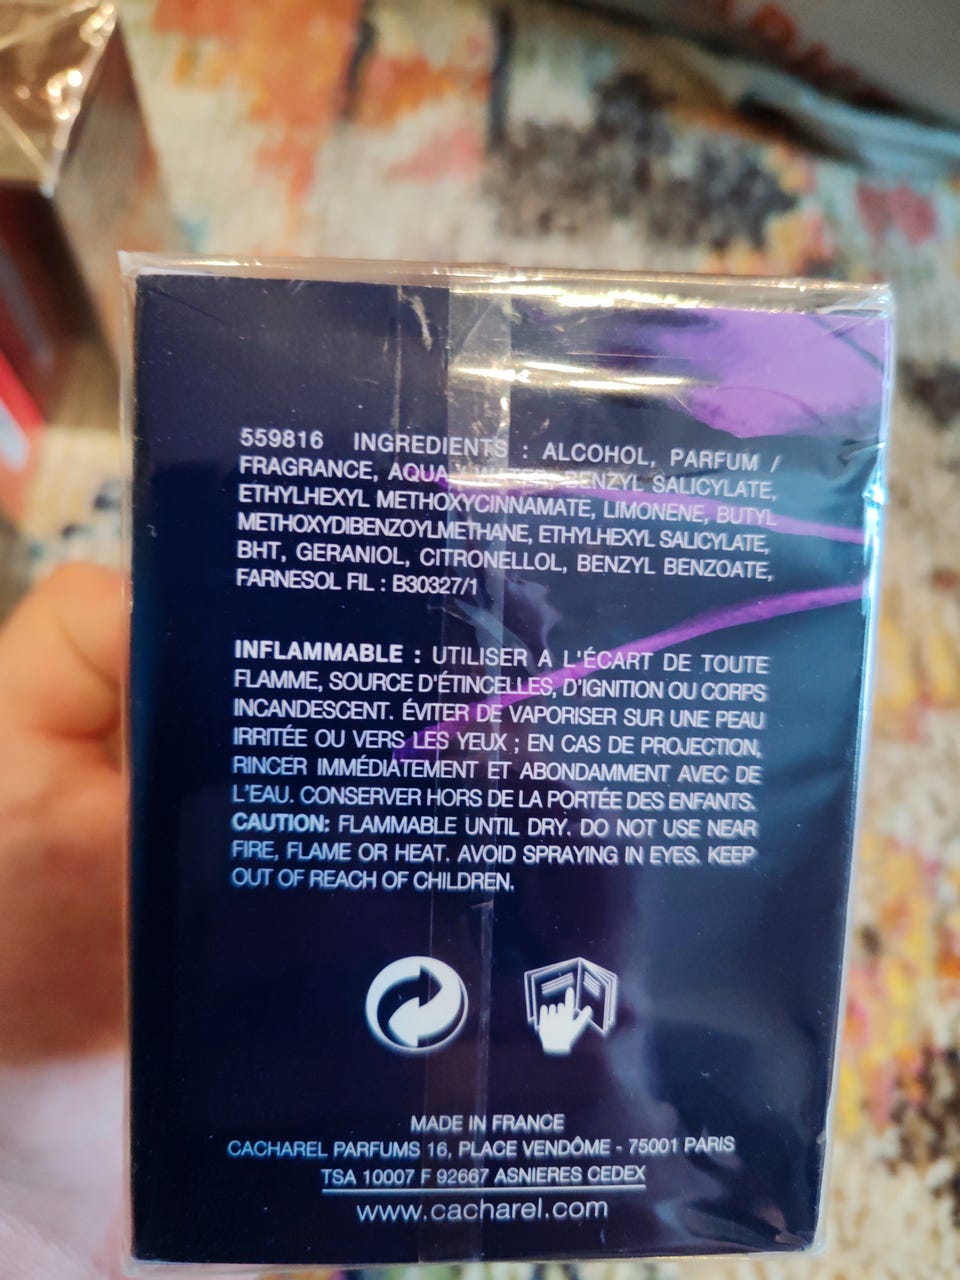 559816 INGREDIENTS : ALCOHOL, PARFUM /
FRAGRANCE, AQUA / WATER, BENZYL SALICYLATE,
ETHYLHEXYL METHOXYCINNAMATE, LIMONENE, BUTYL
METHOXYDIBENZOYLMETHANE, ETHYLHEXYL SALICYLATE,
BHT, GERANIOL, CITRONELLOL, BENZYL BENZOATE,
FARNESOL FIL : B30327/1
INFLAMMABLE : UTILISER A L'ÉCART DE TOUTE
FLAMME, SOURCE D'ÉTINCELLES, D'IGNITION OU CORPS
INCANDESCENT. ÉVITER DE VAPORISER SUR UNE PEAU
IRRITÉE OU VERS LES YEUX ; EN CAS DE PROJECTION,
RINCER IMMÉDIATEMENT ET ABONDAMMENT AVEC DE
L'EAU. CONSERVER HORS DE LA PORTÉE DES ENFANTS.
CAUTION: FLAMMABLE UNTIL DRY. DO NOT USE NEAR
FIRE, FLAME OR HEAT. AVOID SPRAYING IN EYES. KEEP
OUT OF REACH OF CHILDREN.
MADE IN FRANCE
CACHAREL PARFUMS 16, PLACE VENDÔME - 75001 PARIS
TSA 10007 F 92667 ASNIERES CEDEX
www.cacharel.com